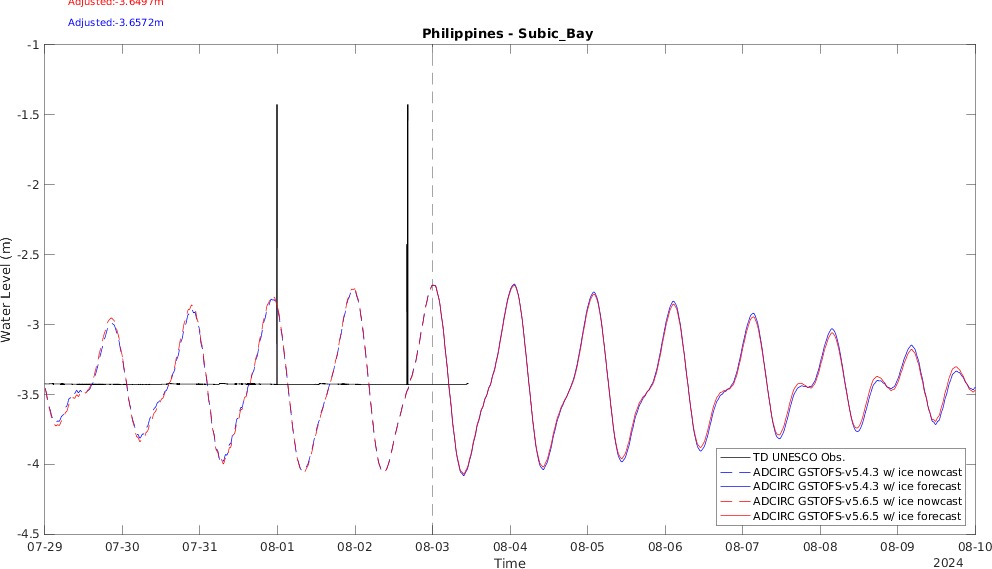 Adjusted:-3.6497m
Adjusted:-3.6572m
Philippines - Subic_Bay
-1
-1.5
-2
-2.5
-3
-3.5
-4
-4.5
Water Level (m)
TD UNESCO Obs.
ADCIRC GSTOFS-v5.4.3 w/ ice nowcast
ADCIRC GSTOFS-v5.4.3 w/ ice forecast
ADCIRC GSTOFS-v5.6.5 w/ ice nowcast
ADCIRC GSTOFS-v5.6.5 w/ ice forecast
07-29 07-30 07-31 08-01 08-02 08-03 08-04 08-05 08-06 08-07 08-08 08-09 08-10
Time
2024